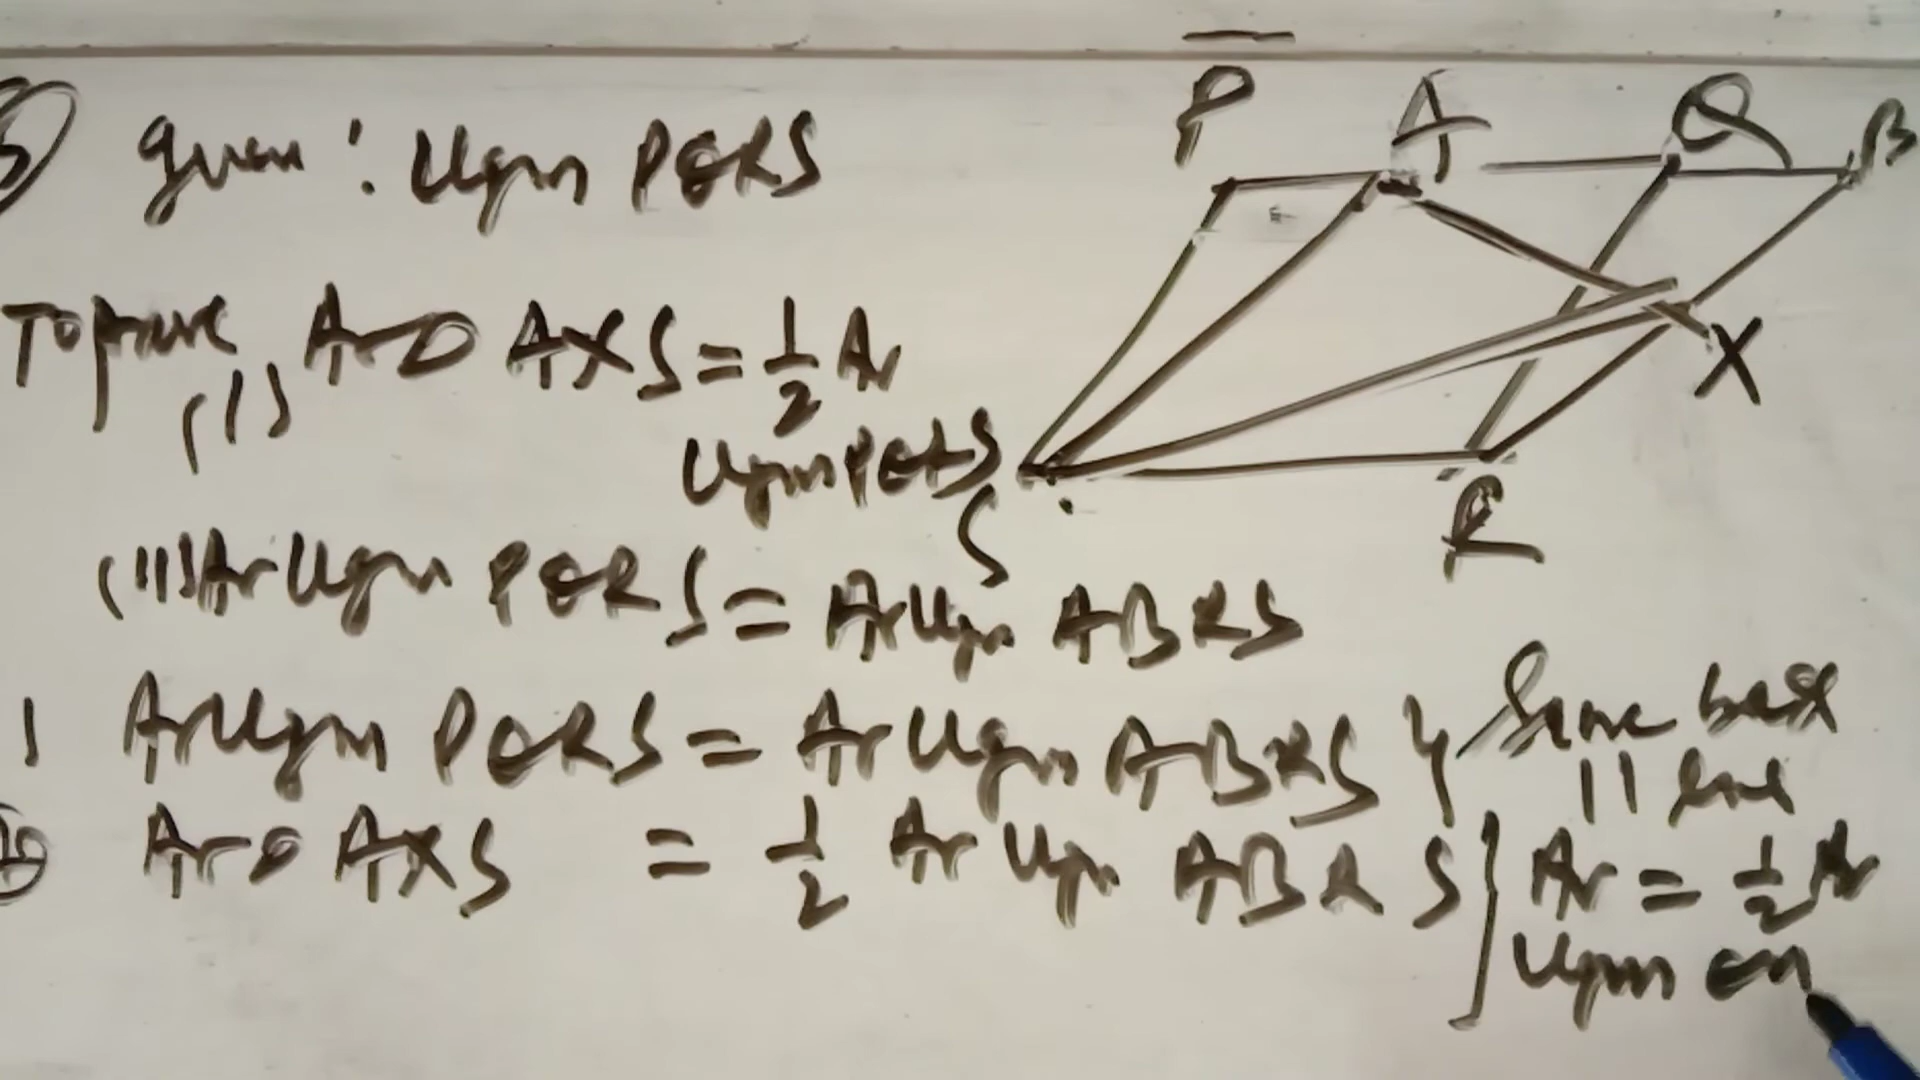 P A Q B
Given : llgm PQRS
X
S R
To prove (i) Ar △ AXS = 1/2 Ar
llgm PQRS
(ii) Ar llgm PQRS = Ar llgm ABRS
1 Ar llgm PQRS = Ar llgm ABRS } Same base
|| line
Ar △ AXS = 1/2 Ar llgm ABRS } Ar = 1/2 Ar
llgm on